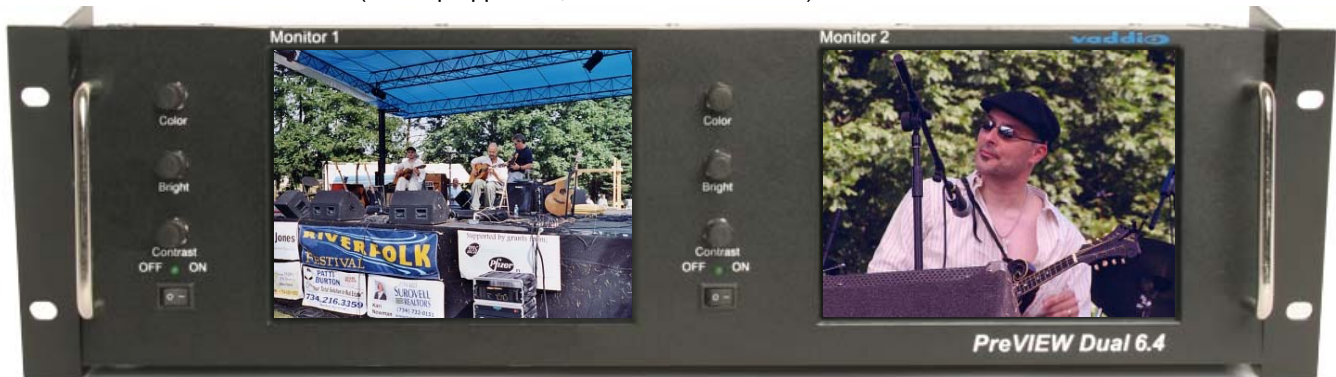 Monitor 1
Color
Bright
Contrast
OFF ON
Jones
RIVERFOLK
FESTIVAL
PATTI
BURTON
734.216.3359
Supported by grants from:
Pfizer
SUROVELL
REALTORS
Newman
Color
Bright
Contrast
OFF ON
Monitor 2
vaddio
PreVIEW Dual 6.4